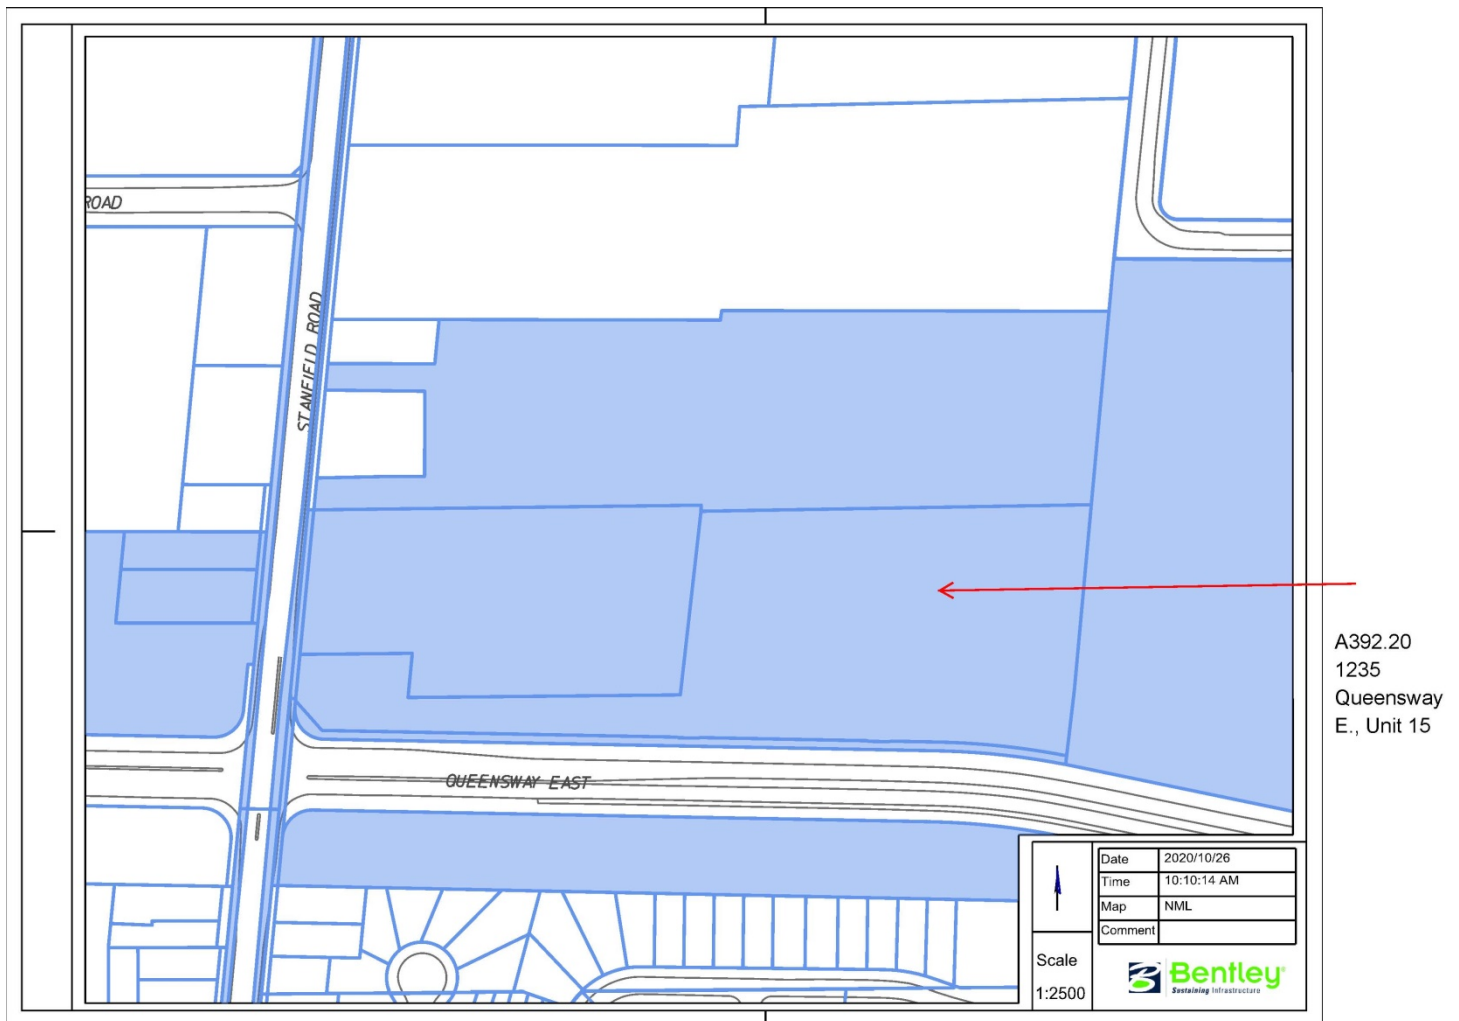 ROAD
STANFIELD ROAD
QUEENSWAY EAST
A392.20
1235
Queensway
E., Unit 15
Date 2020/10/26
Time 10:10:14 AM
Map NML
Comment
Scale
1:2500
Bentley
Sustaining Infrastructure